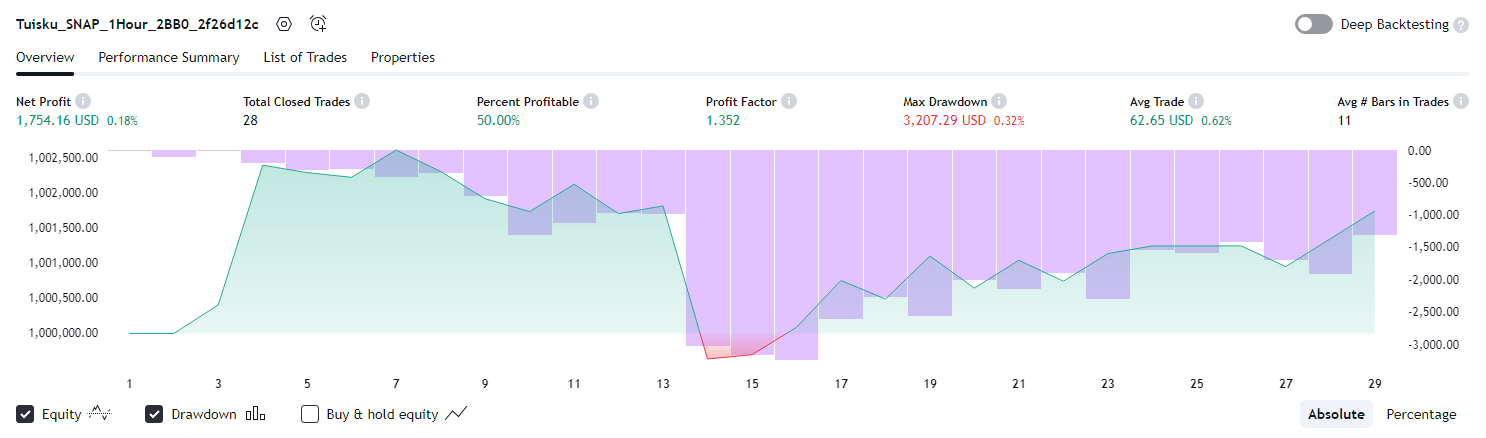 Tuisku_SNAP_1Hour_2BB0_2f26d12c Deep Backtesting ?
Overview Performance Summary List of Trades Properties
Net Profit i Total Closed Trades i Percent Profitable i Profit Factor i Max Drawdown i Avg Trade i Avg # Bars in Trades i
1,754.16 USD 0.18% 28 50.00% 1.352 3,207.29 USD 0.32% 62.65 USD 0.62% 11
1,002,500.00 0.00
1,002,000.00 -500.00
1,001,500.00 -1,000.00
1,001,000.00 -1,500.00
1,000,500.00 -2,000.00
1,000,000.00 -2,500.00
-3,000.00
1 3 5 7 9 11 13 15 17 19 21 23 25 27 29
Equity Drawdown Buy & hold equity Absolute Percentage